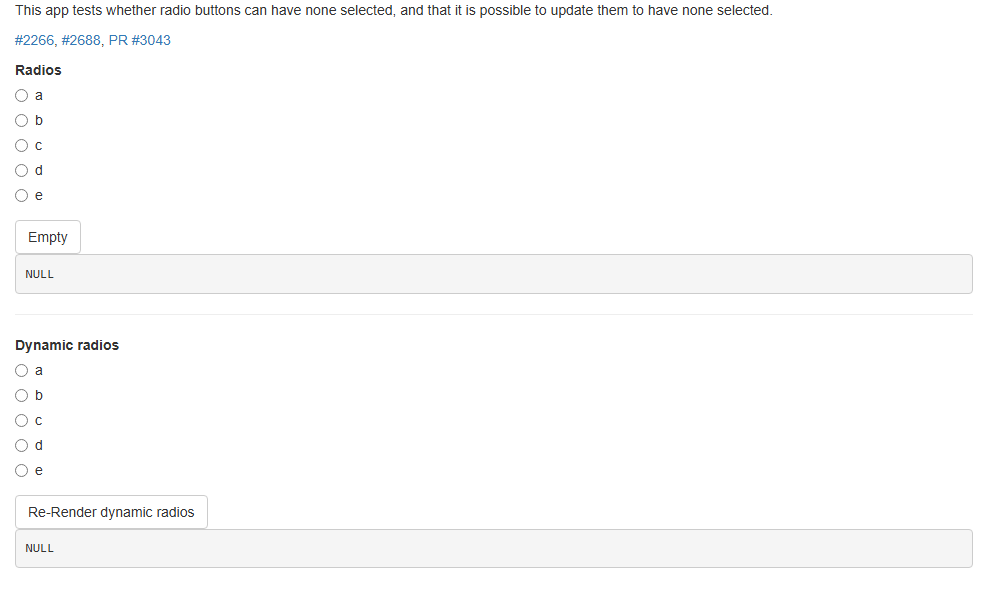 This app tests whether radio buttons can have none selected, and that it is possible to update them to have none selected.
#2266, #2688, PR #3043
Radios
a
b
c
d
e
Empty
NULL
Dynamic radios
a
b
c
d
e
Re-Render dynamic radios
NULL